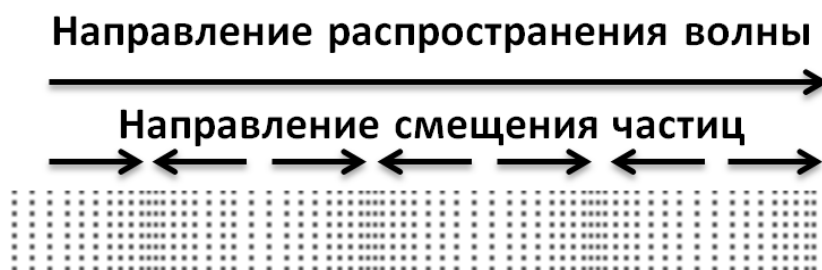 Направление распространения волны
Направление смещения частиц